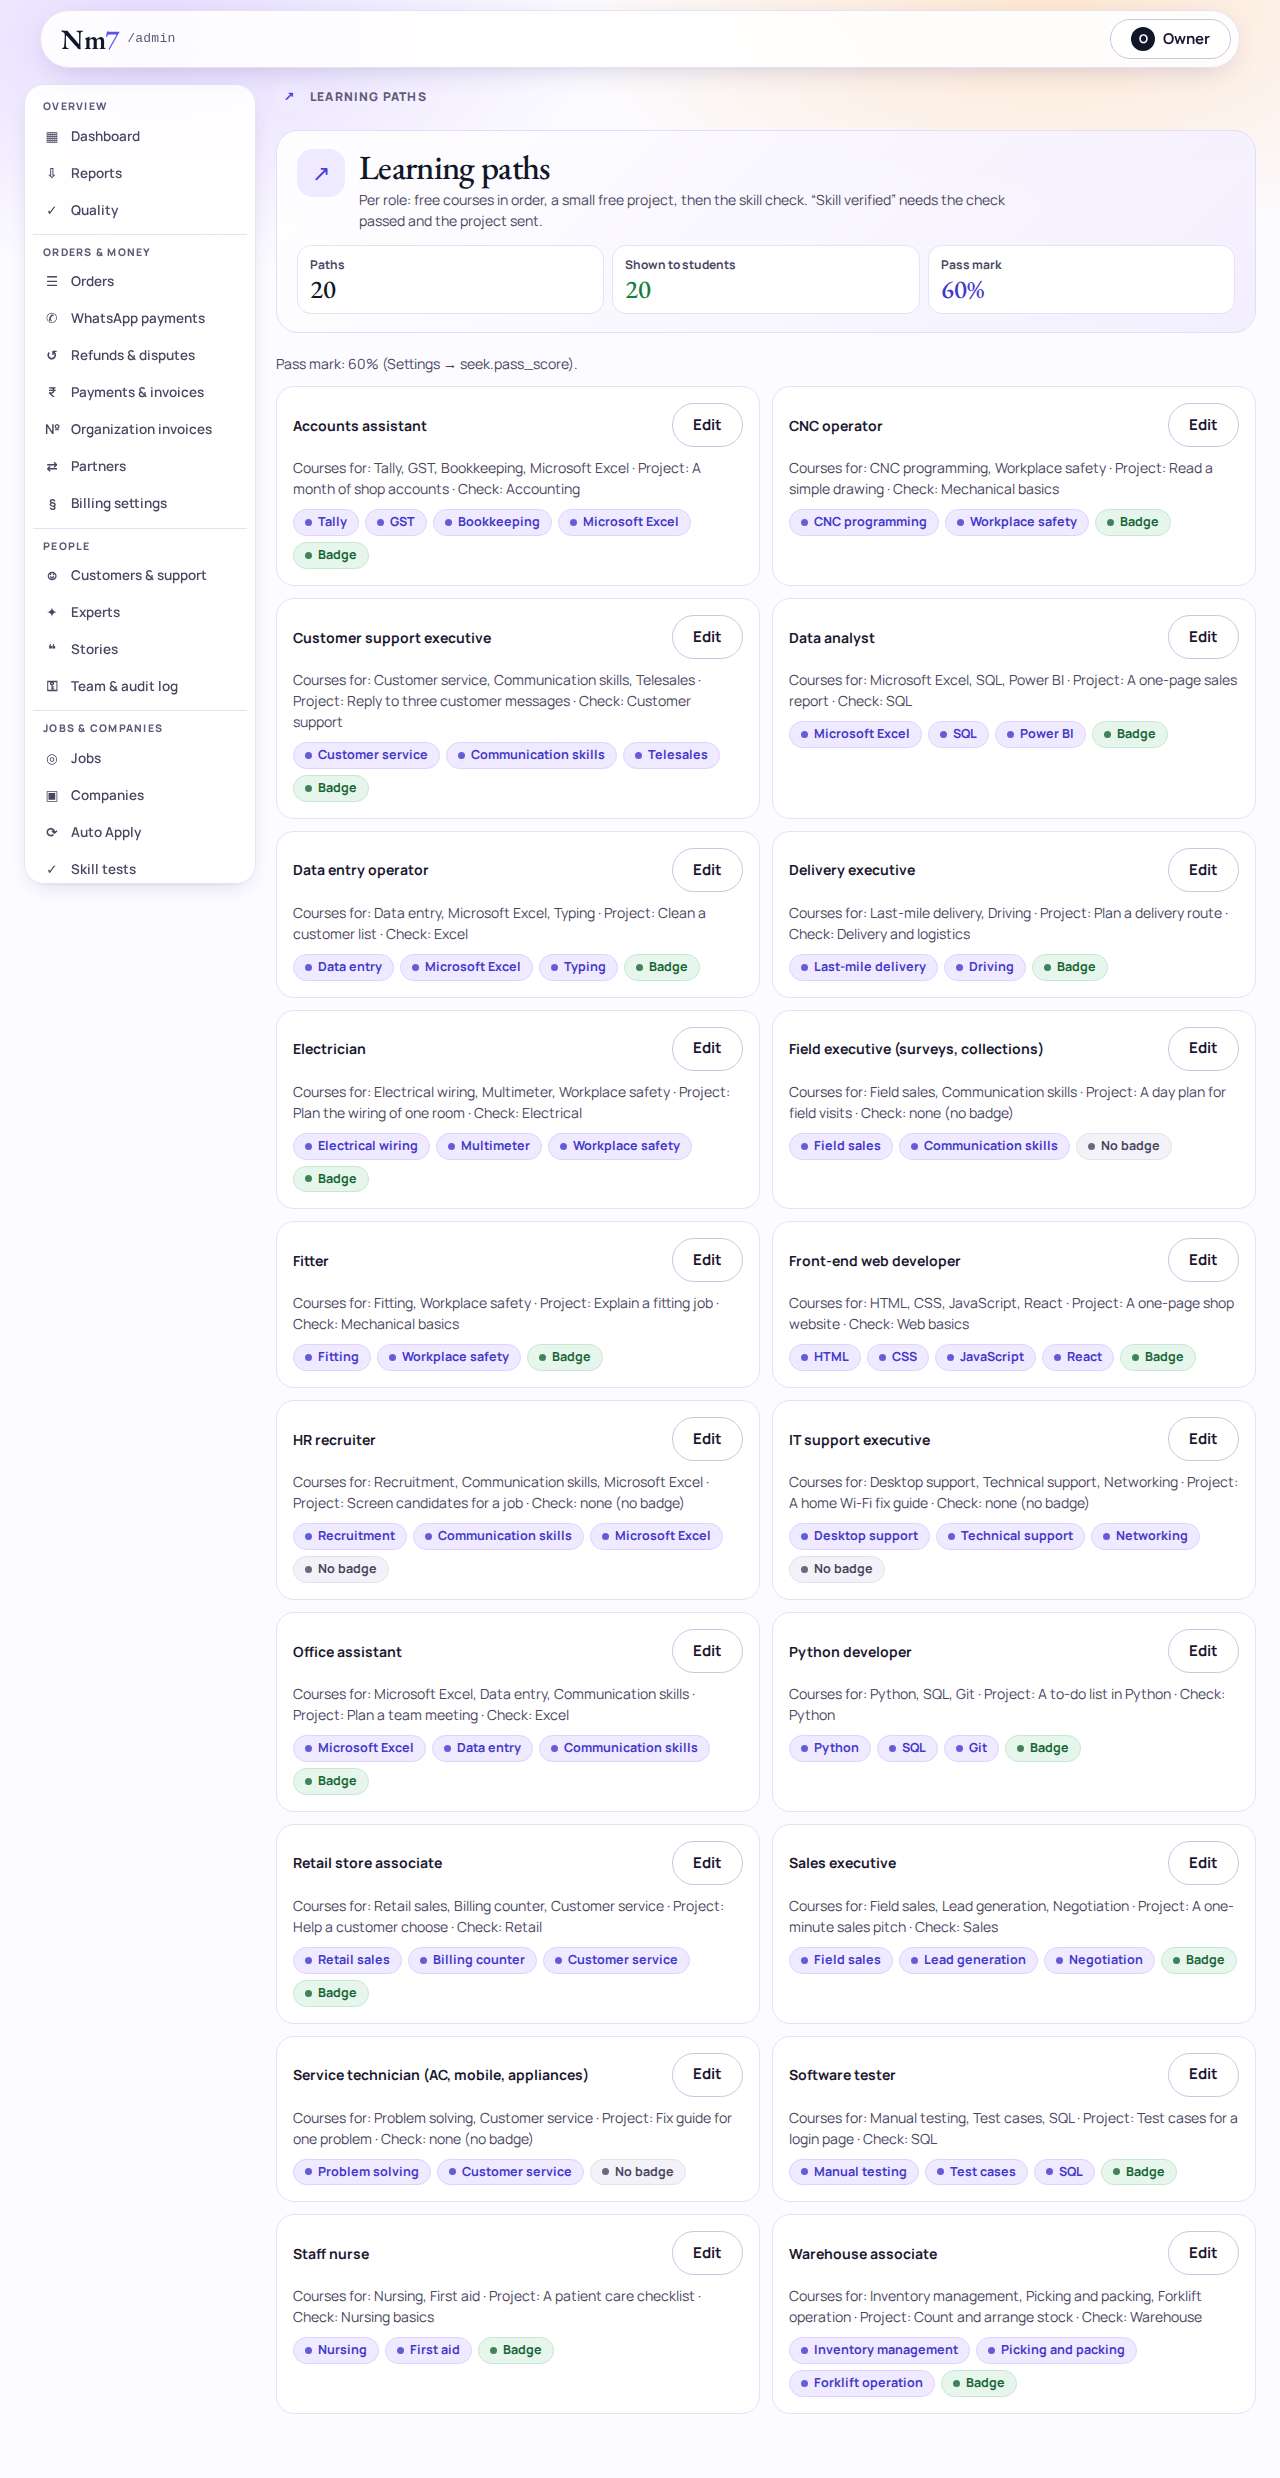 Nm7 /admin
O Owner
OVERVIEW
▦ Dashboard
⇩ Reports
✓ Quality
ORDERS & MONEY
☰ Orders
✆ WhatsApp payments
↺ Refunds & disputes
₹ Payments & invoices
№ Organization invoices
⇄ Partners
§ Billing settings
PEOPLE
☺ Customers & support
✦ Experts
❝ Stories
⚿ Team & audit log
JOBS & COMPANIES
◎ Jobs
▣ Companies
⟳ Auto Apply
✓ Skill tests
↗ LEARNING PATHS
↗ Learning paths
Per role: free courses in order, a small free project, then the skill check. “Skill verified” needs the check
passed and the project sent.
Paths
20
Shown to students
20
Pass mark
60%
Pass mark: 60% (Settings → seek.pass_score).
Accounts assistant Edit
Courses for: Tally, GST, Bookkeeping, Microsoft Excel · Project: A
month of shop accounts · Check: Accounting
Tally GST Bookkeeping Microsoft Excel
Badge
CNC operator Edit
Courses for: CNC programming, Workplace safety · Project: Read a
simple drawing · Check: Mechanical basics
CNC programming Workplace safety Badge
Customer support executive Edit
Courses for: Customer service, Communication skills, Telesales ·
Project: Reply to three customer messages · Check: Customer
support
Customer service Communication skills Telesales
Badge
Data analyst Edit
Courses for: Microsoft Excel, SQL, Power BI · Project: A one-page sales
report · Check: SQL
Microsoft Excel SQL Power BI Badge
Data entry operator Edit
Courses for: Data entry, Microsoft Excel, Typing · Project: Clean a
customer list · Check: Excel
Data entry Microsoft Excel Typing Badge
Delivery executive Edit
Courses for: Last-mile delivery, Driving · Project: Plan a delivery route ·
Check: Delivery and logistics
Last-mile delivery Driving Badge
Electrician Edit
Courses for: Electrical wiring, Multimeter, Workplace safety · Project:
Plan the wiring of one room · Check: Electrical
Electrical wiring Multimeter Workplace safety
Badge
Field executive (surveys, collections) Edit
Courses for: Field sales, Communication skills · Project: A day plan for
field visits · Check: none (no badge)
Field sales Communication skills No badge
Fitter Edit
Courses for: Fitting, Workplace safety · Project: Explain a fitting job ·
Check: Mechanical basics
Fitting Workplace safety Badge
Front-end web developer Edit
Courses for: HTML, CSS, JavaScript, React · Project: A one-page shop
website · Check: Web basics
HTML CSS JavaScript React Badge
HR recruiter Edit
Courses for: Recruitment, Communication skills, Microsoft Excel ·
Project: Screen candidates for a job · Check: none (no badge)
Recruitment Communication skills Microsoft Excel
No badge
IT support executive Edit
Courses for: Desktop support, Technical support, Networking · Project:
A home Wi-Fi fix guide · Check: none (no badge)
Desktop support Technical support Networking
No badge
Office assistant Edit
Courses for: Microsoft Excel, Data entry, Communication skills ·
Project: Plan a team meeting · Check: Excel
Microsoft Excel Data entry Communication skills
Badge
Python developer Edit
Courses for: Python, SQL, Git · Project: A to-do list in Python · Check:
Python
Python SQL Git Badge
Retail store associate Edit
Courses for: Retail sales, Billing counter, Customer service · Project:
Help a customer choose · Check: Retail
Retail sales Billing counter Customer service
Badge
Sales executive Edit
Courses for: Field sales, Lead generation, Negotiation · Project: A one-
minute sales pitch · Check: Sales
Field sales Lead generation Negotiation Badge
Service technician (AC, mobile, appliances) Edit
Courses for: Problem solving, Customer service · Project: Fix guide for
one problem · Check: none (no badge)
Problem solving Customer service No badge
Software tester Edit
Courses for: Manual testing, Test cases, SQL · Project: Test cases for a
login page · Check: SQL
Manual testing Test cases SQL Badge
Staff nurse Edit
Courses for: Nursing, First aid · Project: A patient care checklist ·
Check: Nursing basics
Nursing First aid Badge
Warehouse associate Edit
Courses for: Inventory management, Picking and packing, Forklift
operation · Project: Count and arrange stock · Check: Warehouse
Inventory management Picking and packing
Forklift operation Badge